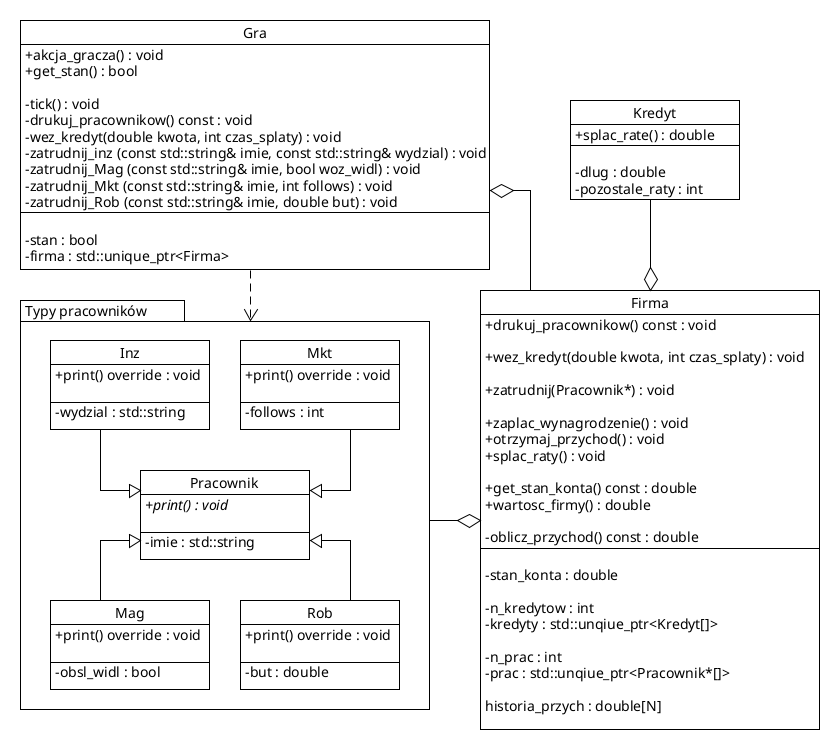 Gra
+akcja_gracza() : void
+get_stan() : bool
-tick() : void
-drukuj_pracownikow() const : void
-wez_kredyt(double kwota, int czas_splaty) : void
-zatrudnij_inz (const std::string& imie, const std::string& wydzial) : void
-zatrudnij_Mag (const std::string& imie, bool woz_widl) : void
-zatrudnij_Mkt (const std::string& imie, int follows) : void
-zatrudnij_Rob (const std::string& imie, double but) : void
-stan : bool
-firma : std::unique_ptr<Firma>
Kredyt
+splac_rate() : double
-dlug : double
-pozostale_raty : int
Typy pracowników
Inz
+print() override : void
-wydzial : std::string
Mkt
+print() override : void
-follows : int
Pracownik
+print() : void
-imie : std::string
Mag
+print() override : void
-obsl_widl : bool
Rob
+print() override : void
-but : double
Firma
+drukuj_pracownikow() const : void
+wez_kredyt(double kwota, int czas_splaty) : void
+zatrudnij(Pracownik*) : void
+zaplac_wynagrodzenie() : void
+otrzymaj_przychod() : void
+splac_raty() : void
+get_stan_konta() const : double
+wartosc_firmy() : double
-oblicz_przychod() const : double
-stan_konta : double
-n_kredytow : int
-kredyty : std::unqiue_ptr<Kredyt[]>
-n_prac : int
-prac : std::unqiue_ptr<Pracownik*[]>
historia_przych : double[N]